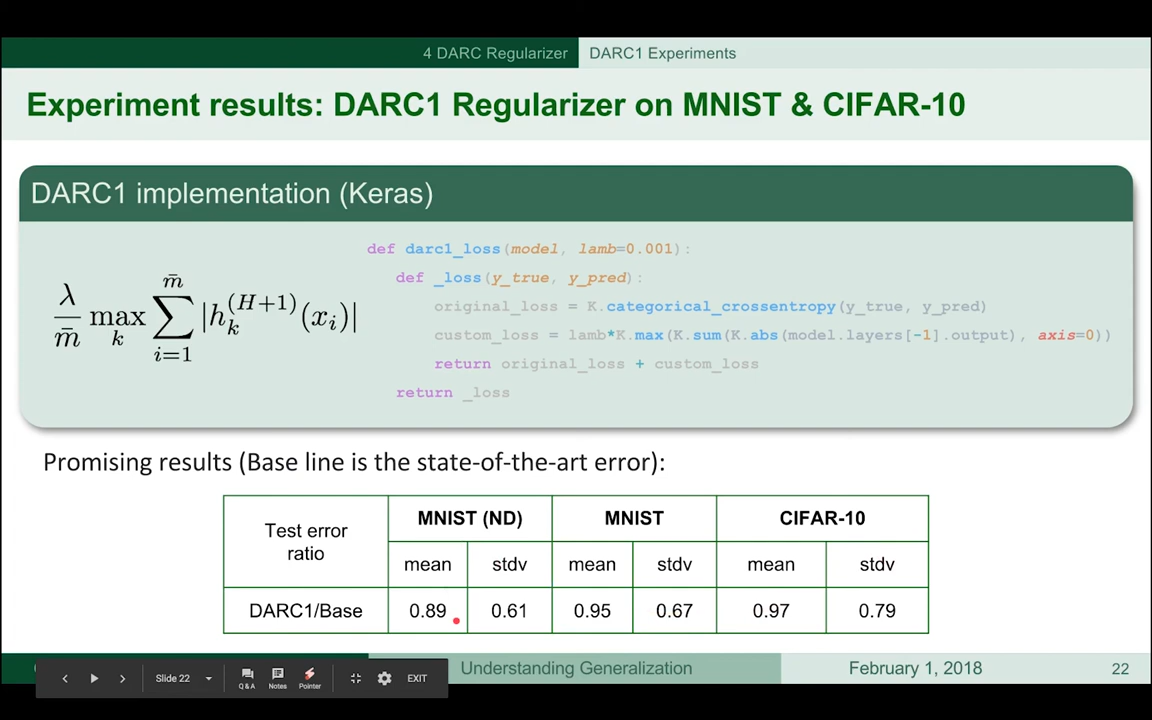 4 DARC Regularizer DARC1 Experiments
Experiment results: DARC1 Regularizer on MNIST & CIFAR-10
DARC1 implementation (Keras)
λ/m̄ max_k ∑_{i=1}^{m̄} |h_k^{(H+1)}(x_i)|
def darc1_loss(model, lamb=0.001):
def _loss(y_true, y_pred):
original_loss = K.categorical_crossentropy(y_true, y_pred)
custom_loss = lamb*K.max(K.sum(K.abs(model.layers[-1].output), axis=0))
return original_loss + custom_loss
return _loss
Promising results (Base line is the state-of-the-art error):
Test error ratio MNIST (ND) MNIST CIFAR-10
mean stdv mean stdv mean stdv
DARC1/Base 0.89 0.61 0.95 0.67 0.97 0.79
Understanding Generalization February 1, 2018 22
Slide 22 Q & A Notes Pointer EXIT